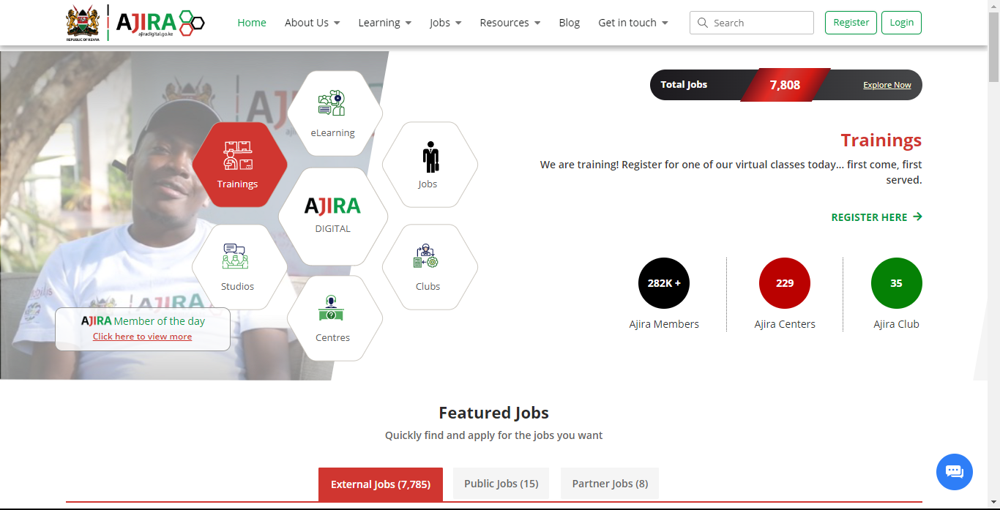 REPUBLIC OF KENYA
AJIRA
ajiradigital.go.ke
Home
About Us
Learning
Jobs
Resources
Blog
Get in touch
Search
Register
Login
Total Jobs
7,808
Explore Now
eLearning
Trainings
Jobs
AJIRA
DIGITAL
Studios
Clubs
Centres
Trainings
We are training! Register for one of our virtual classes today... first come, first
served.
REGISTER HERE
282K +
Ajira Members
229
Ajira Centers
35
Ajira Club
AJIRA
AJIRA Member of the day
Click here to view more
Featured Jobs
Quickly find and apply for the jobs you want
External Jobs (7,785)
Public Jobs (15)
Partner Jobs (8)